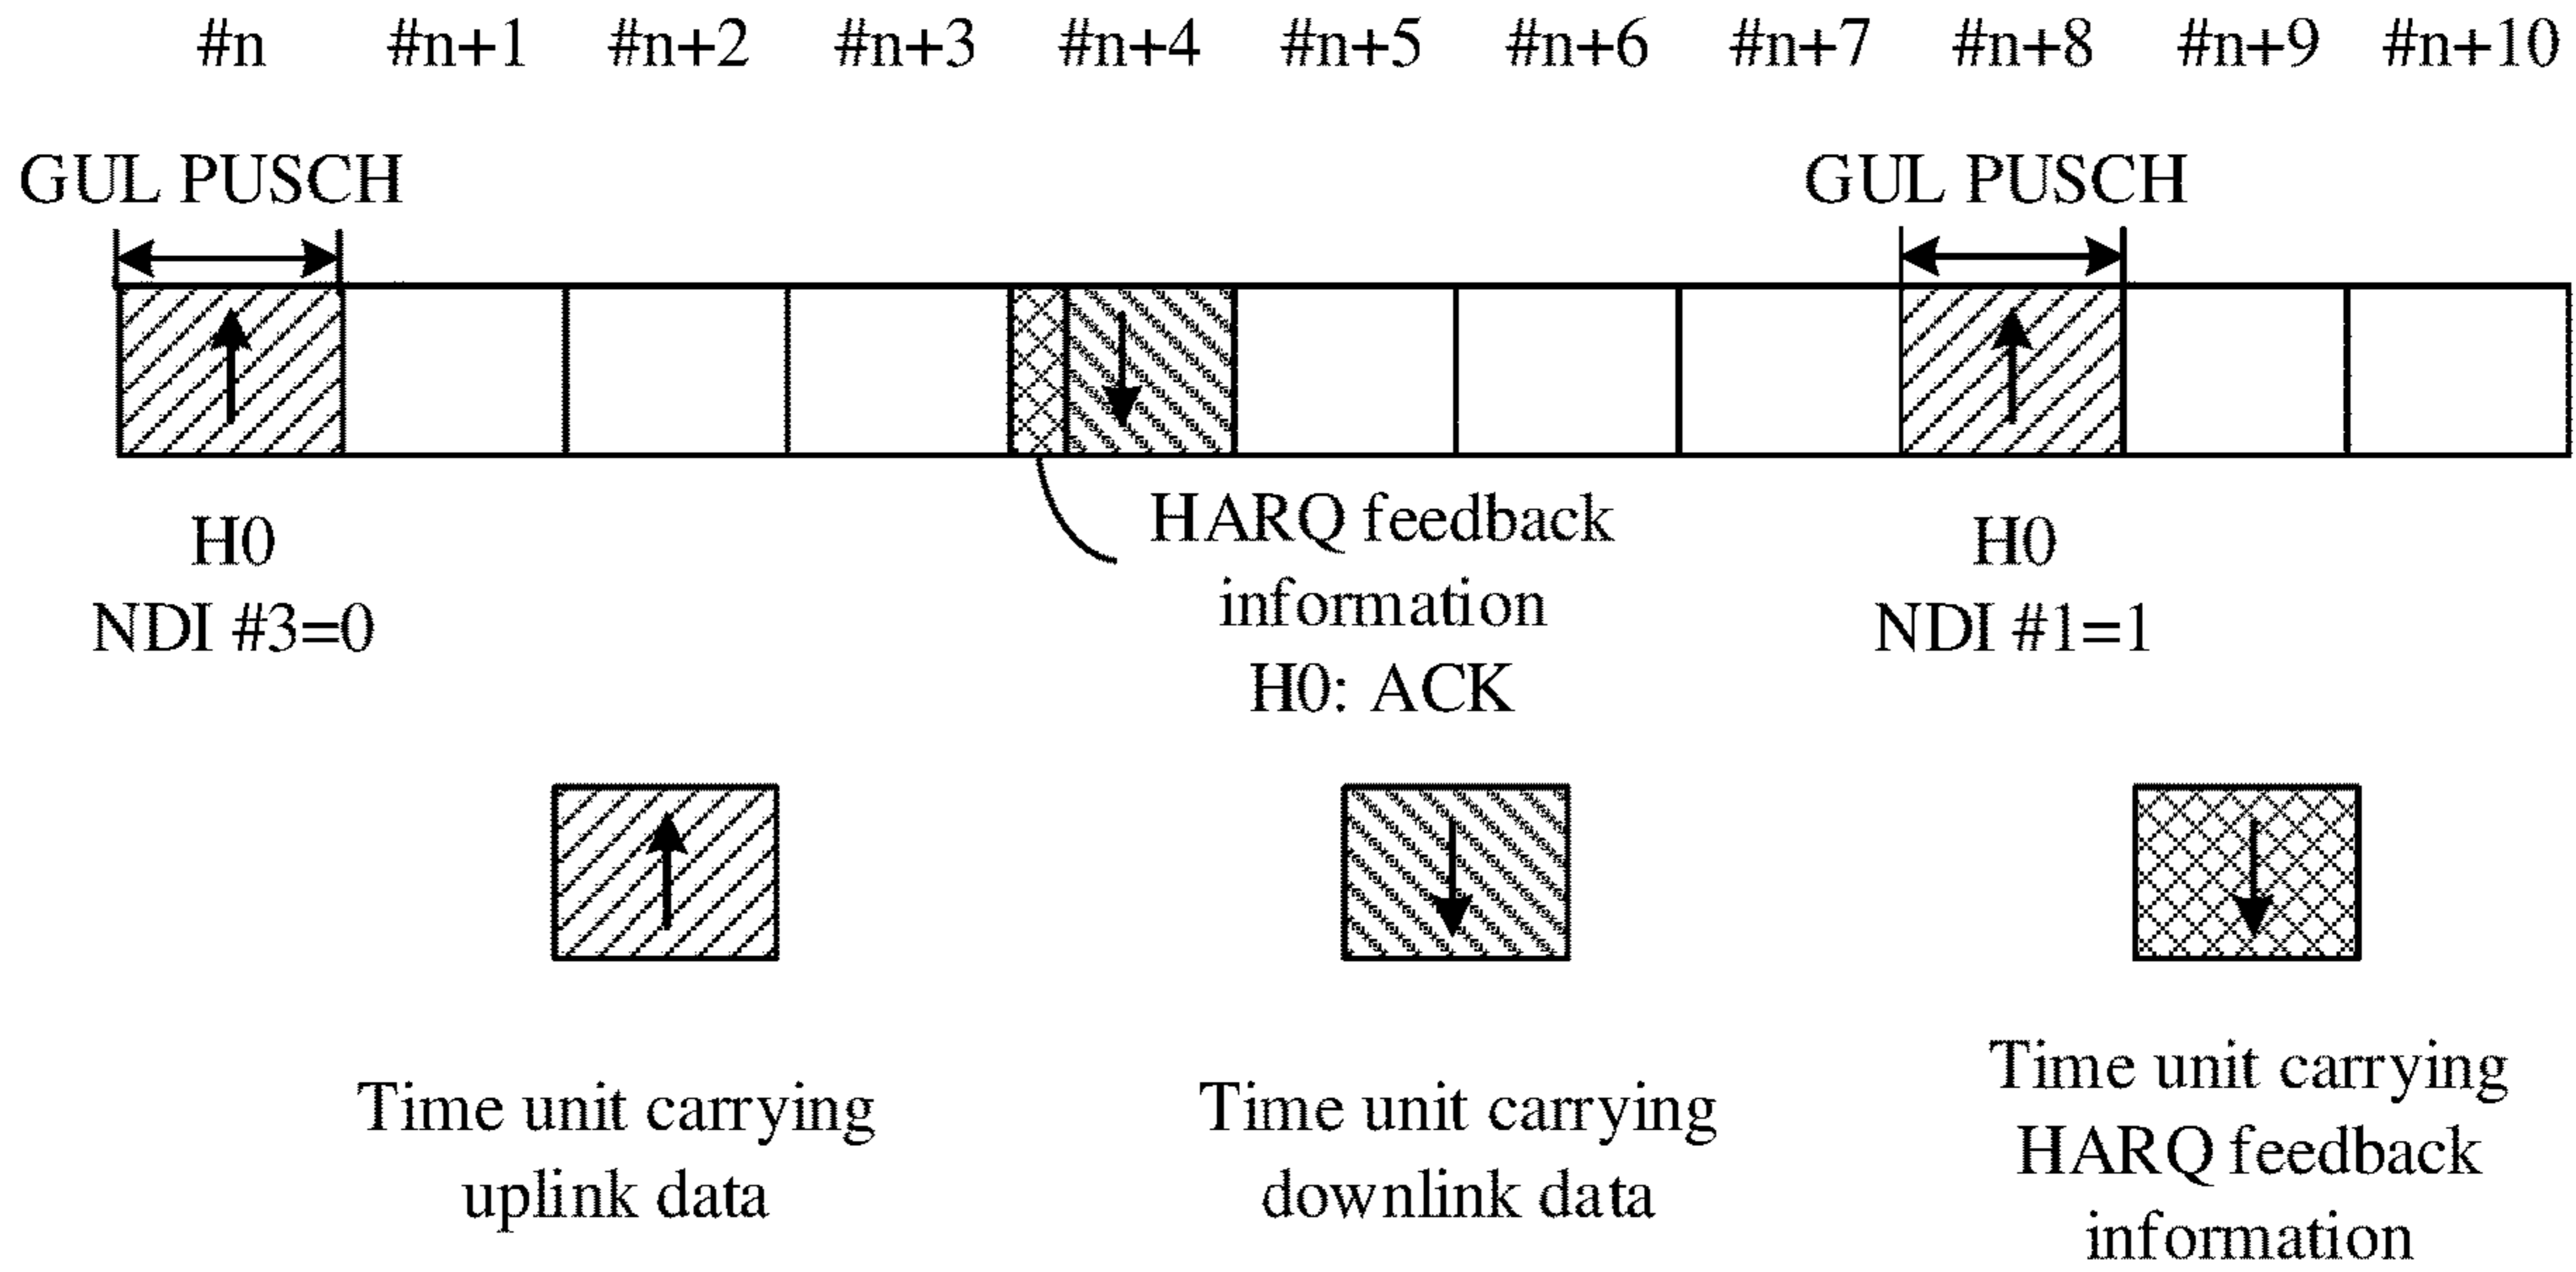 #n #n+1 #n+2 #n+3 #n+4 #n+5 #n+6 #n+7 #n+8 #n+9 #n+10
GUL PUSCH GUL PUSCH
H0
NDI #3=0
HARQ feedback
information
H0: ACK
H0
NDI #1=1
Time unit carrying
uplink data
Time unit carrying
downlink data
Time unit carrying
HARQ feedback
information